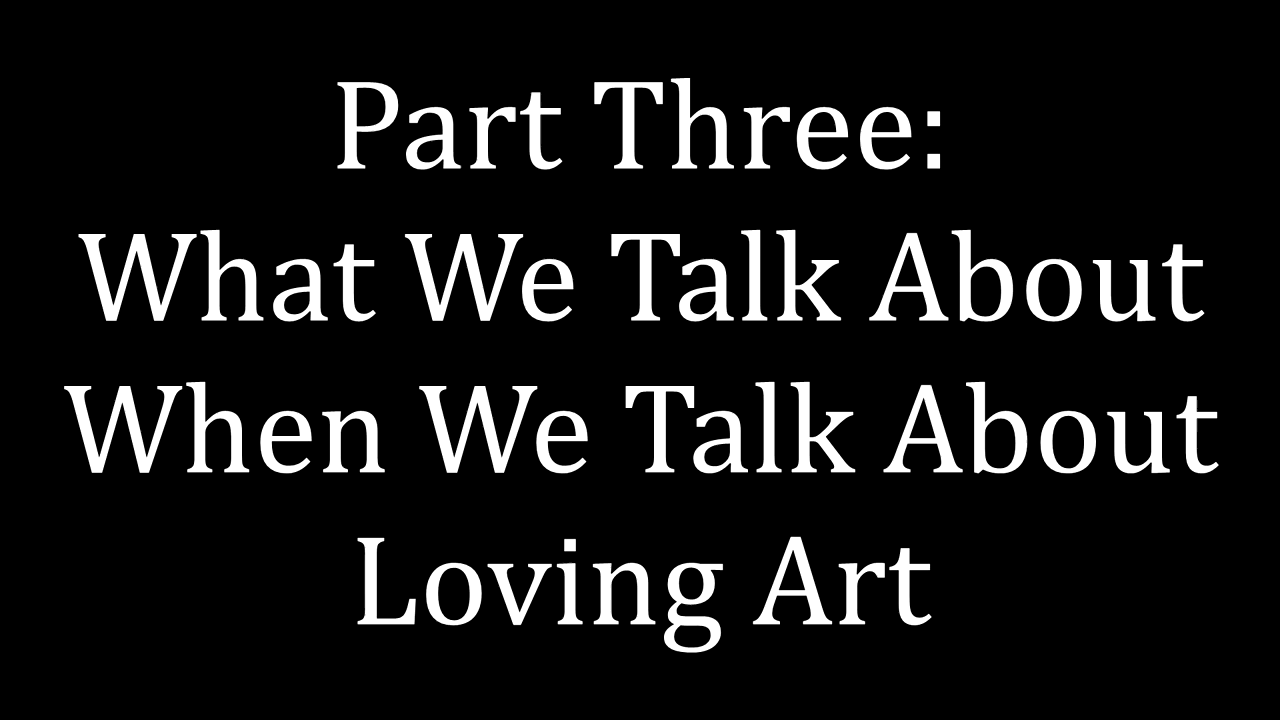 Part Three:
What We Talk About
When We Talk About
Loving Art